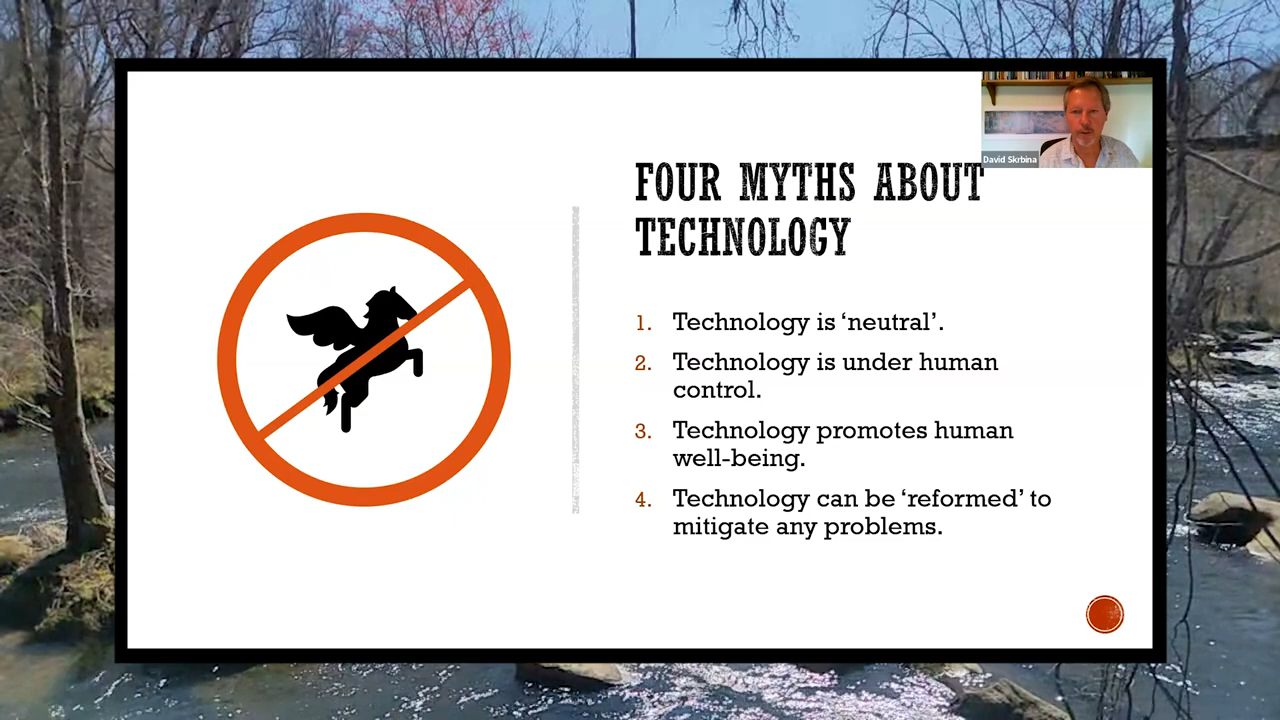 David Skrbina
FOUR MYTHS ABOUT
TECHNOLOGY
1. Technology is ‘neutral’.
2. Technology is under human
control.
3. Technology promotes human
well-being.
4. Technology can be ‘reformed’ to
mitigate any problems.